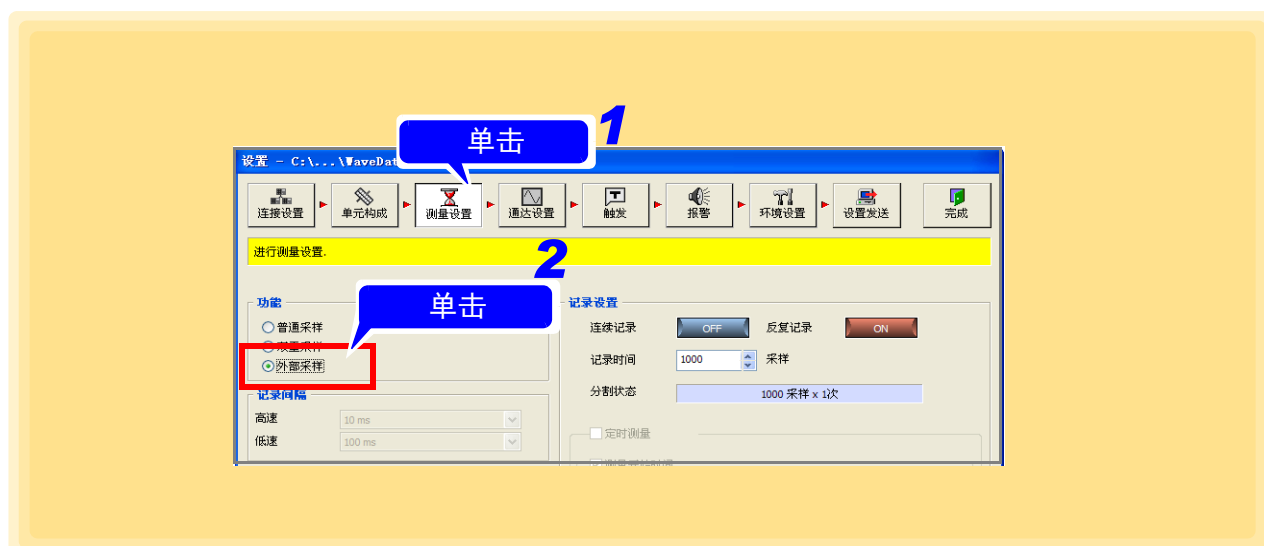 1
单击
设置 - C:\...\WaveDat
连接设置
单元构成
测量设置
通达设置
触发
报警
环境设置
设置发送
完成
进行测量设置.
2
单击
功能
普通采样
外部采样
记录间隔
高速 10 ms
低速 100 ms
记录设置
连续记录 OFF 反复记录 ON
记录时间 1000 采样
分割状态 1000 采样 x 1次
定时测量